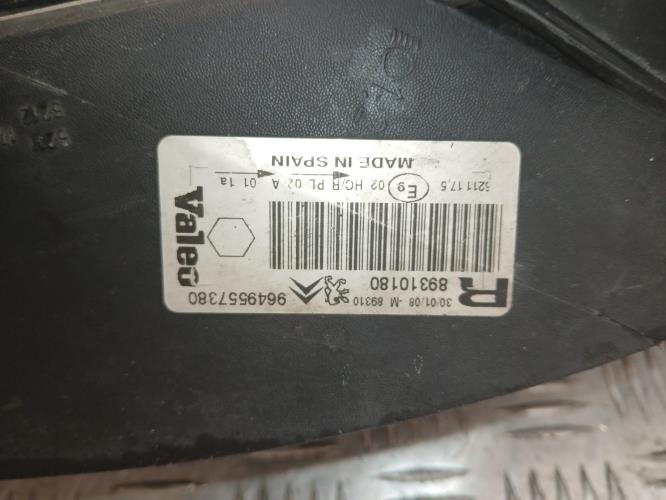 R
30/01/08 -M 89310
89310180
9649557380
Valeo
5211 17.5
E9
02 HC/R PL 02 A 01 1a
MADE IN SPAIN